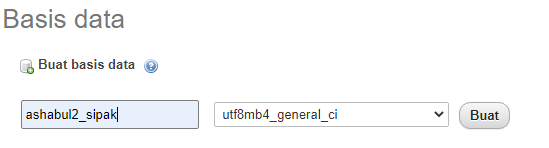 Basis data
Buat basis data
ashabul2_sipak utf8mb4_general_ci Buat